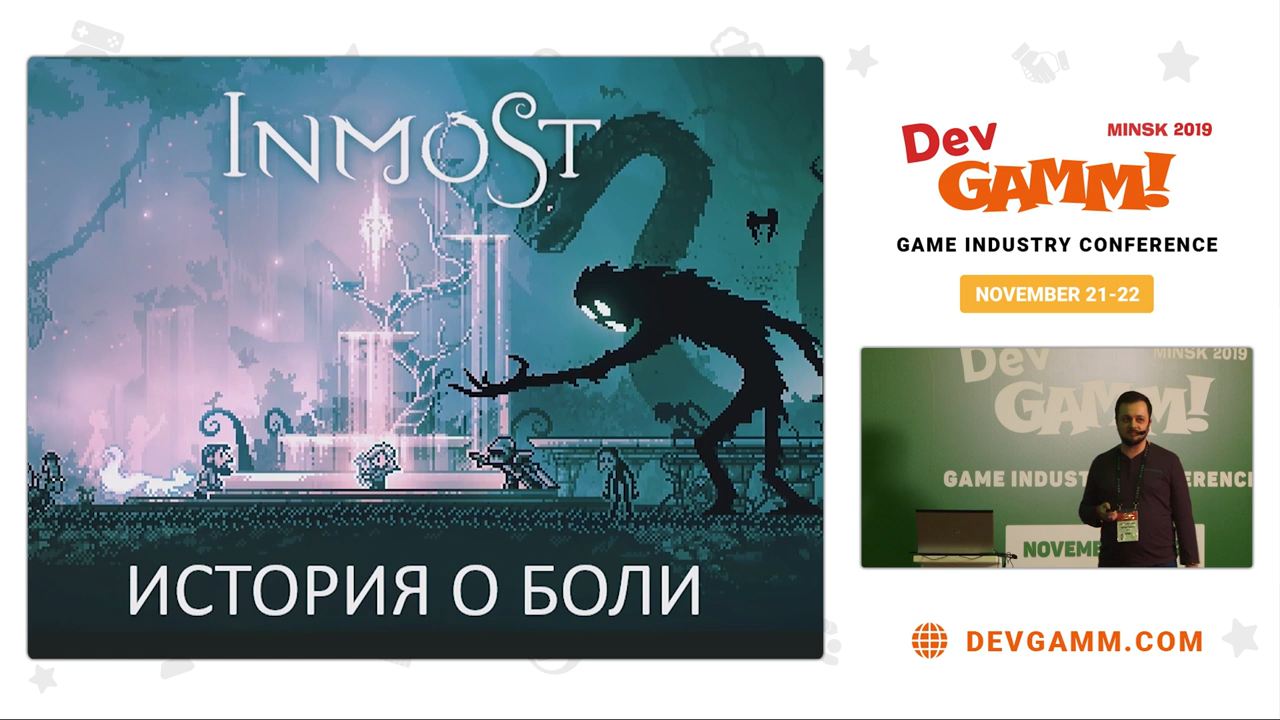 INMOST
ИСТОРИЯ О БОЛИ
Dev
MINSK 2019
GAMM!
GAME INDUSTRY CONFERENCE
NOVEMBER 21-22
Dev
MINSK 2019
GAMM!
GAME INDUST
ERENC
NOVEM
DEVGAMM.COM